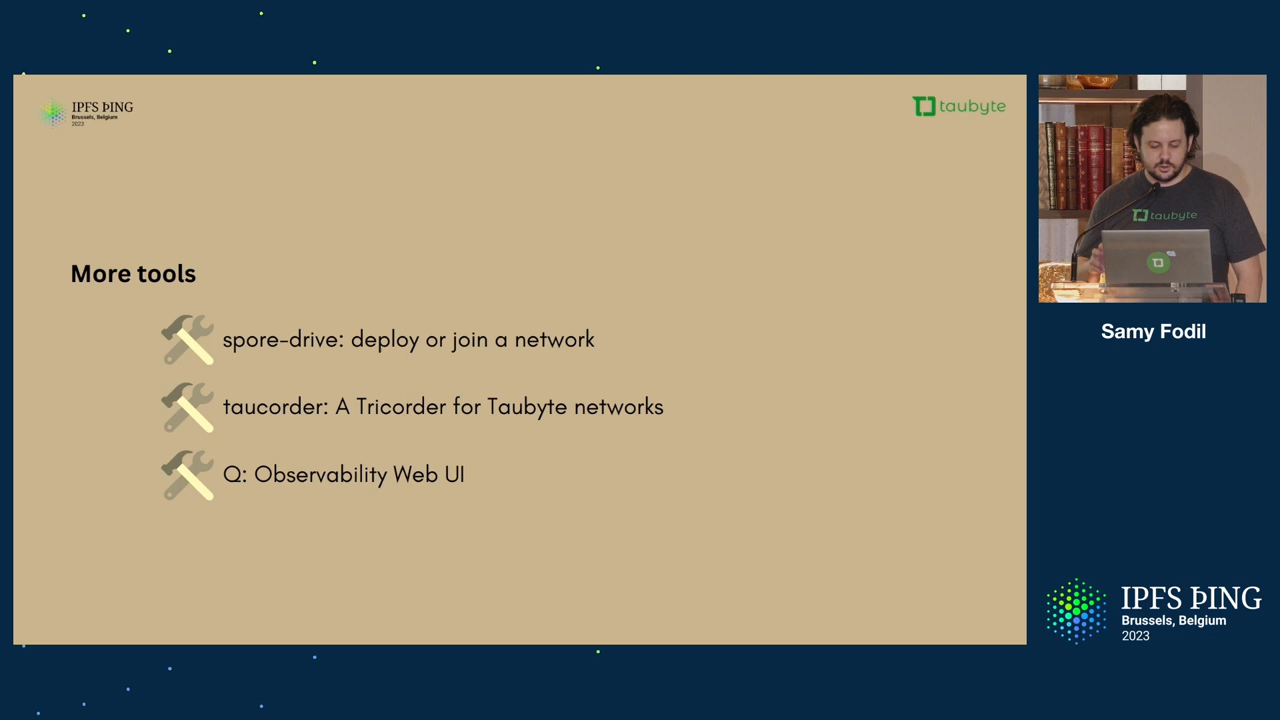 IPFS ÞING
Brussels, Belgium
2023
taubyte
More tools
spore-drive: deploy or join a network
taucorder: A Tricorder for Taubyte networks
Q: Observability Web UI
taubyte
Samy Fodil
IPFS ÞING
Brussels, Belgium
2023